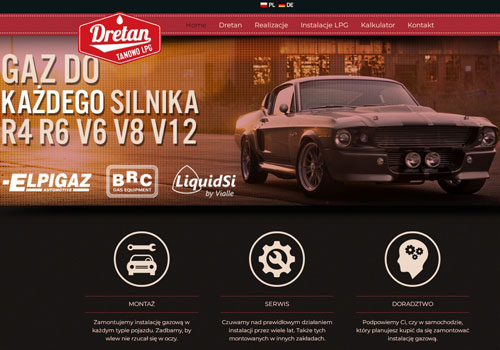 PL DE
Dretan
TANOWO LPG
Home Dretan Realizacje Instalacje LPG Kalkulator Kontakt
GAZ DO
KAŻDEGO SILNIKA
R4 R6 V6 V8 V12
ELPIGAZ
AUTOMOTIVE
BRC
GAS EQUIPMENT
LiquidSi
by Vialle
MONTAŻ
Zamontujemy instalację gazową w
każdym typie pojazdu. Zadbamy, by
wlew nie rzucał się w oczy.
SERWIS
Czuwamy nad prawidłowym działaniem
instalacji przez wiele lat. Także tych
montowanych w innych zakładach.
DORADZTWO
Podpowiemy Ci, czy w samochodzie,
który planujesz kupić da się zamontować
instalację gazową.